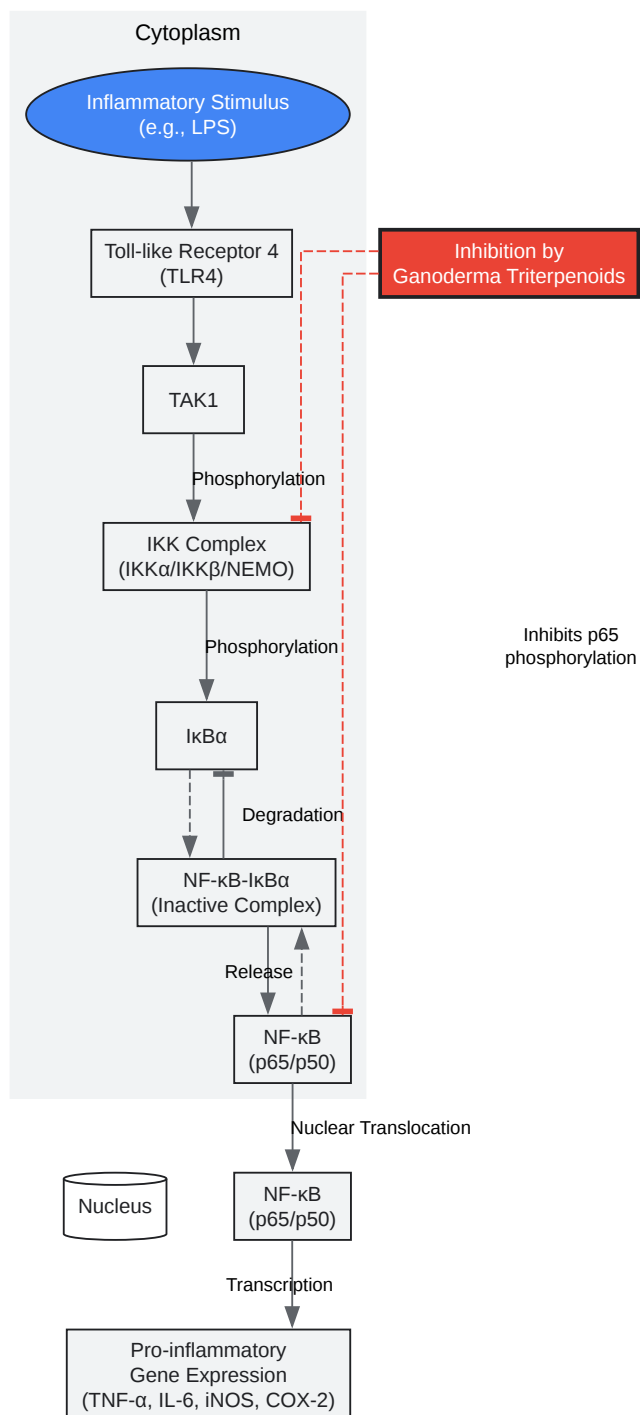 Cytoplasm
Inflammatory Stimulus
(e.g., LPS)
Toll-like Receptor 4
(TLR4)
Inhibition by
Ganoderma Triterpenoids
TAK1
Phosphorylation
IKK Complex
(IKKα/IKKβ/NEMO)
Phosphorylation
Inhibits p65
phosphorylation
IκBα
Degradation
NF-κB-IκBα
(Inactive Complex)
Release
NF-κB
(p65/p50)
Nuclear Translocation
Nucleus
NF-κB
(p65/p50)
Transcription
Pro-inflammatory
Gene Expression
(TNF-α, IL-6, iNOS, COX-2)